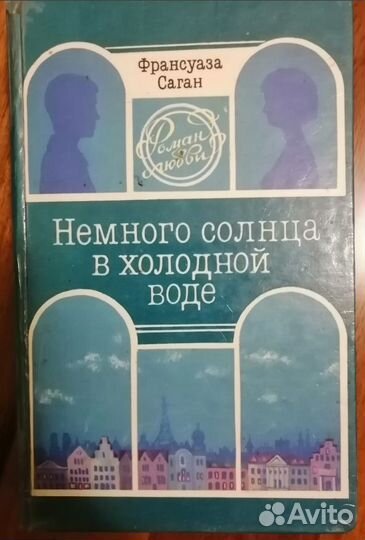 Франсуаза
Саган
Роман
о любви
Немного солнца
в холодной
воде
Avito